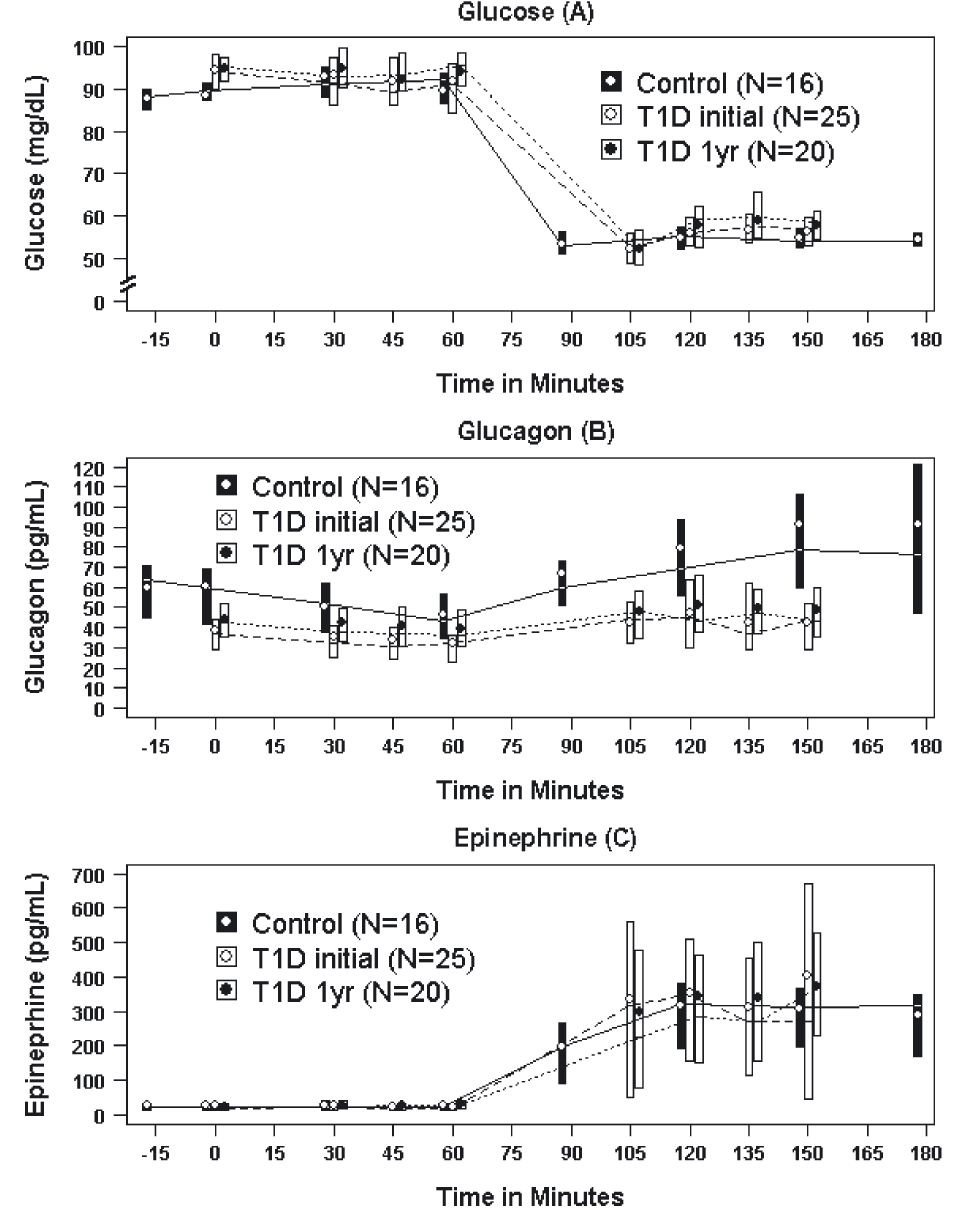 Glucose (A)
Glucose (mg/dL)
100
90
80
70
60
50
0
Control (N=16)
T1D initial (N=25)
T1D 1yr (N=20)
-15 0 15 30 45 60 75 90 105 120 135 150 165 180
Time in Minutes
Glucagon (B)
Glucagon (pg/mL)
120
110
100
90
80
70
60
50
40
30
20
10
0
Control (N=16)
T1D initial (N=25)
T1D 1yr (N=20)
-15 0 15 30 45 60 75 90 105 120 135 150 165 180
Time in Minutes
Epinephrine (C)
Epineprhine (pg/mL)
700
600
500
400
300
200
100
0
Control (N=16)
T1D initial (N=25)
T1D 1yr (N=20)
-15 0 15 30 45 60 75 90 105 120 135 150 165 180
Time in Minutes